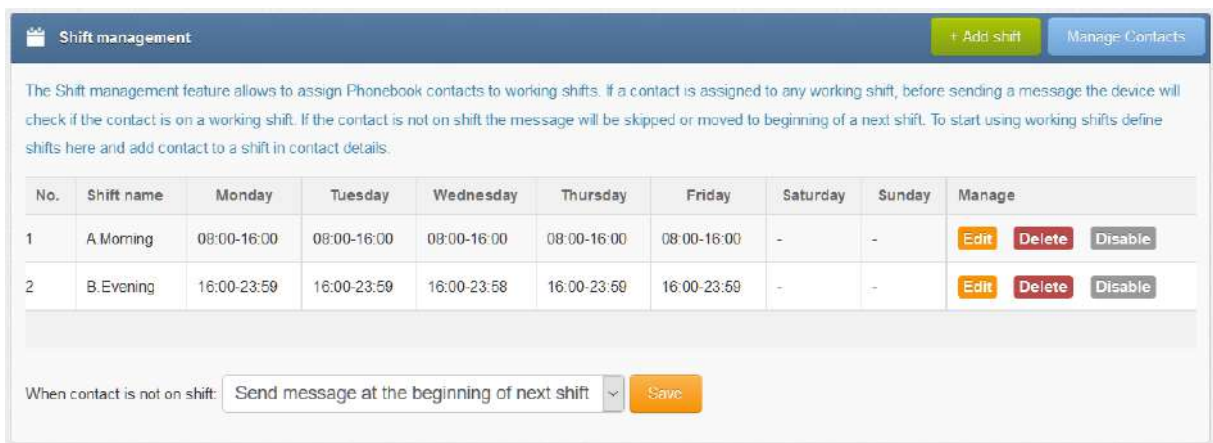 Shift management + Add shift Manage Contacts
The Shift management feature allows to assign Phonebook contacts to working shifts. If a contact is assigned to any working shift, before sending a message the device will
check if the contact is on a working shift. If the contact is not on shift the message will be skipped or moved to beginning of a next shift. To start using working shifts define
shifts here and add contact to a shift in contact details.
No. Shift name Monday Tuesday Wednesday Thursday Friday Saturday Sunday Manage
1 A.Morning 08:00-16:00 08:00-16:00 08:00-16:00 08:00-16:00 08:00-16:00 - - Edit Delete Disable
2 B.Evening 16:00-23:59 16:00-23:59 16:00-23:58 16:00-23:59 16:00-23:59 - - Edit Delete Disable
When contact is not on shift: Send message at the beginning of next shift Save